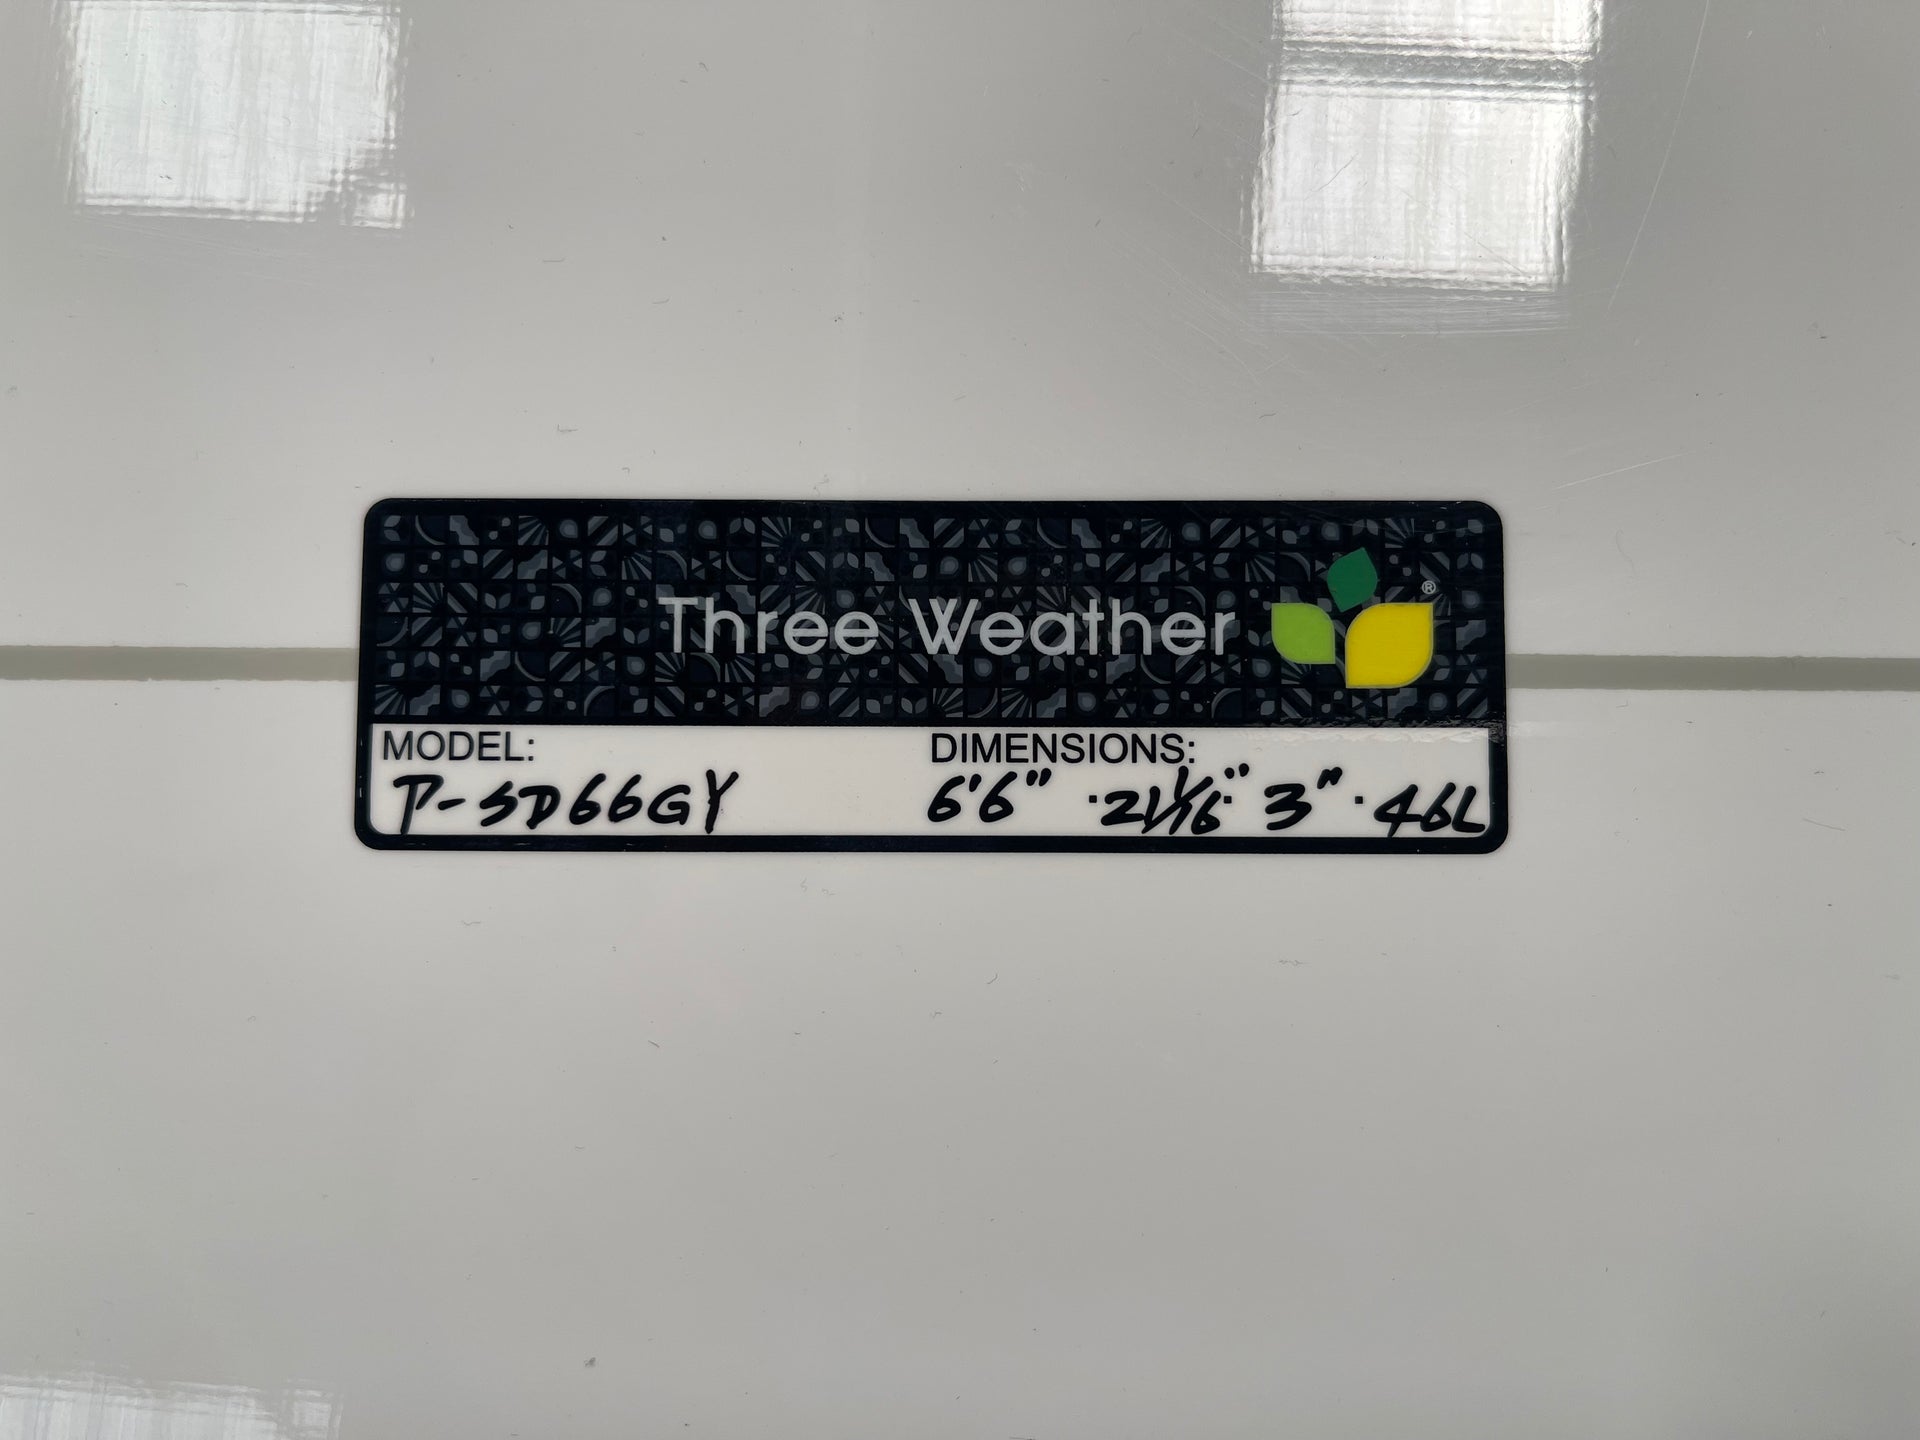 Three Weather ®
MODEL: DIMENSIONS:
P-SD66GY 6'6" · 21 1/16" · 3" · 46L